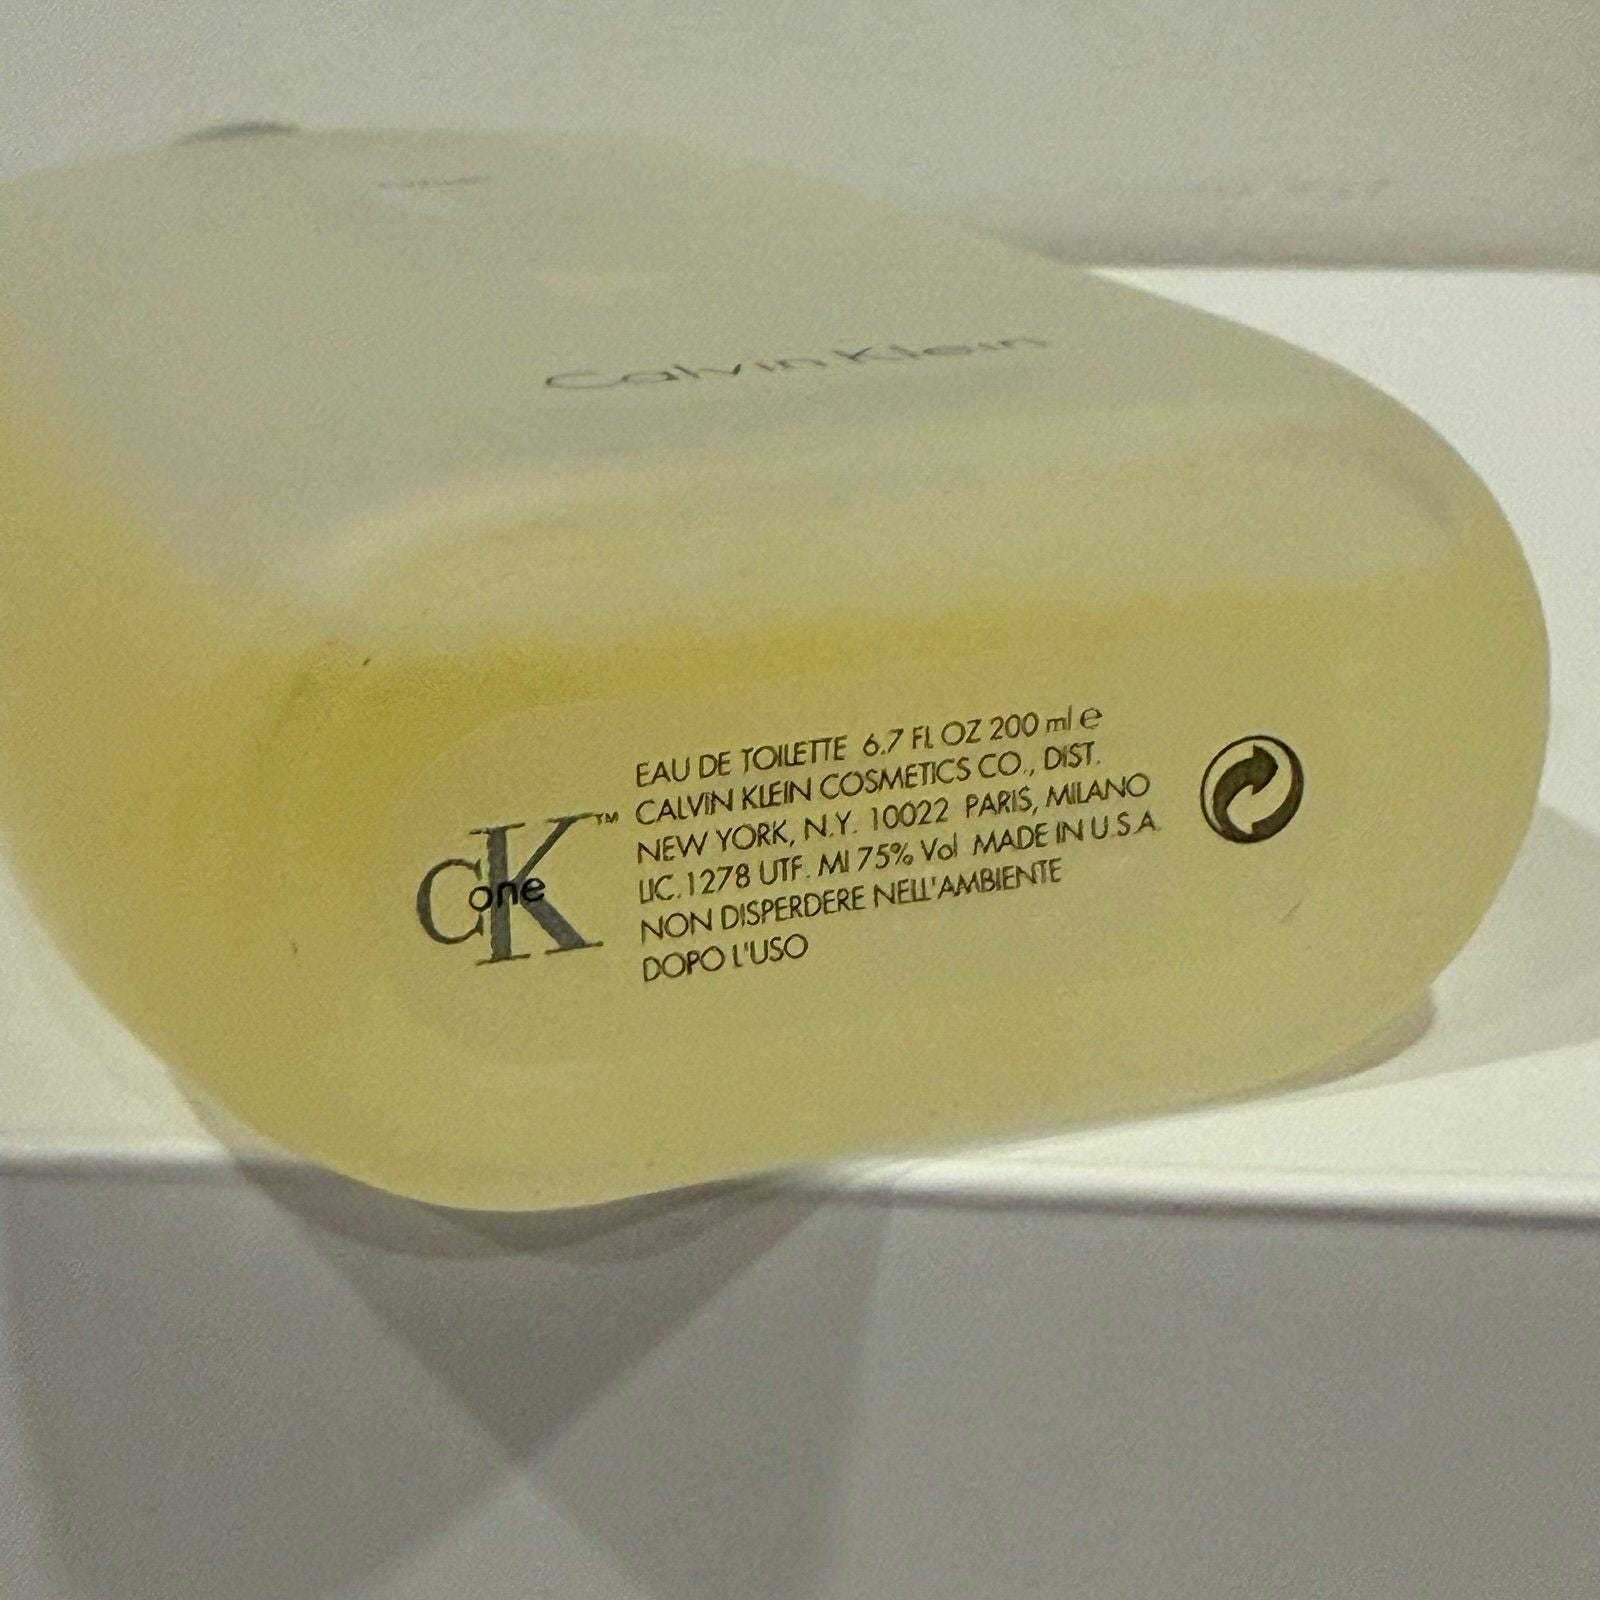 Calvin Klein
CK one™
EAU DE TOILETTE 6.7 FL OZ 200 ml e
CALVIN KLEIN COSMETICS CO., DIST.
NEW YORK, N.Y. 10022 PARIS, MILANO
LIC. 1278 UTF. MI 75% Vol MADE IN U.S.A.
NON DISPERDERE NELL'AMBIENTE
DOPO L'USO